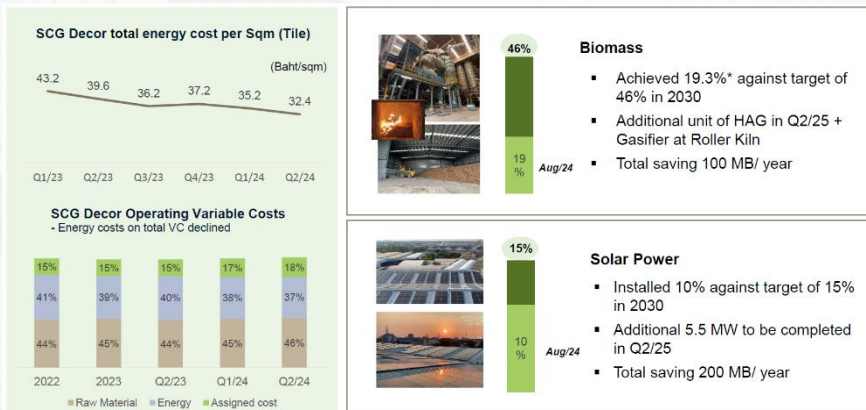 SCG Decor total energy cost per Sqm (Tile)
(Baht/sqm)
43.2
39.6
36.2
37.2
35.2
32.4
Q1/23
Q2/23
Q3/23
Q4/23
Q1/24
Q2/24
SCG Decor Operating Variable Costs
- Energy costs on total VC declined
15%
15%
15%
17%
18%
41%
39%
40%
38%
37%
44%
45%
44%
45%
46%
2022
2023
Q2/23
Q1/24
Q2/24
Raw Material
Energy
Assigned cost
46%
19
%
Aug/24
Biomass
▪ Achieved 19.3%* against target of
46% in 2030
▪ Additional unit of HAG in Q2/25 +
Gasifier at Roller Kiln
▪ Total saving 100 MB/ year
15%
10
%
Aug/24
Solar Power
▪ Installed 10% against target of 15%
in 2030
▪ Additional 5.5 MW to be completed
in Q2/25
▪ Total saving 200 MB/ year